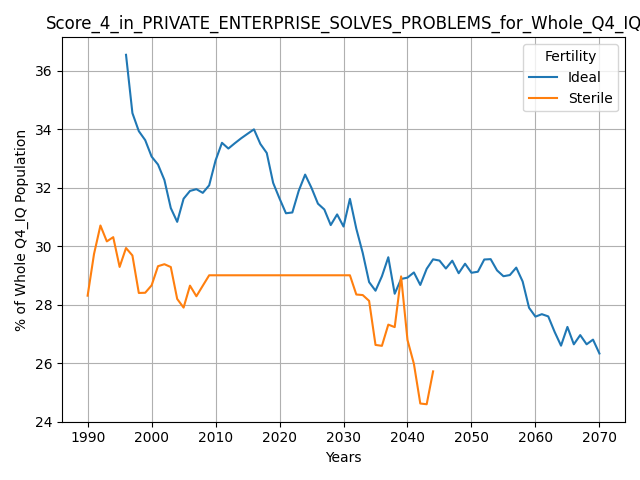 Score_4_in_PRIVATE_ENTERPRISE_SOLVES_PROBLEMS_for_Whole_Q4_IQ
Fertility
Ideal
Sterile
% of Whole Q4_IQ Population
36
34
32
30
28
26
24
1990 2000 2010 2020 2030 2040 2050 2060 2070
Years